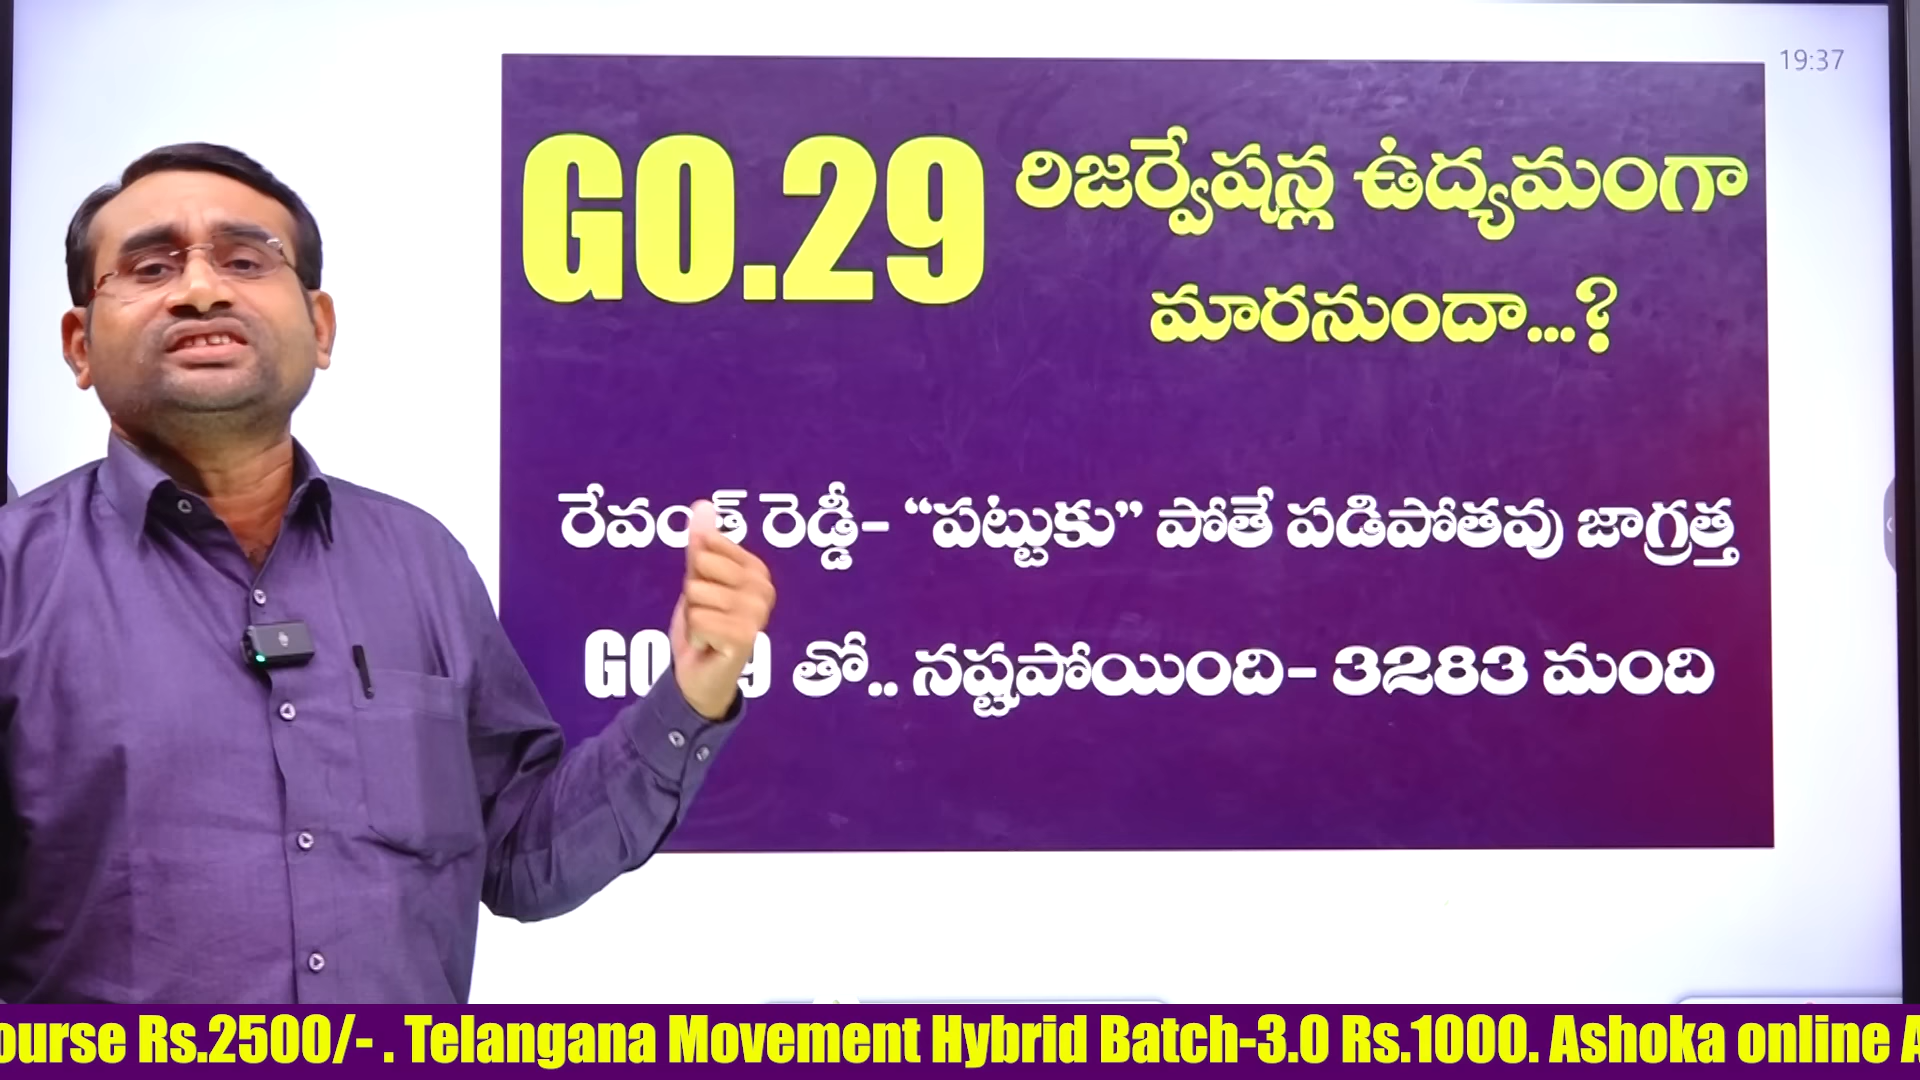 19:37
GO.29 రిజర్వేషన్ల ఉద్యమంగా
మారనుందా...?
రేవంత్ రెడ్డీ- “పట్టుకు” పోతే పడిపోతవు జాగ్రత్త
GO 9 తో.. నష్టపోయింది- 3283 మంది
ourse Rs.2500/- . Telangana Movement Hybrid Batch-3.0 Rs.1000. Ashoka online A